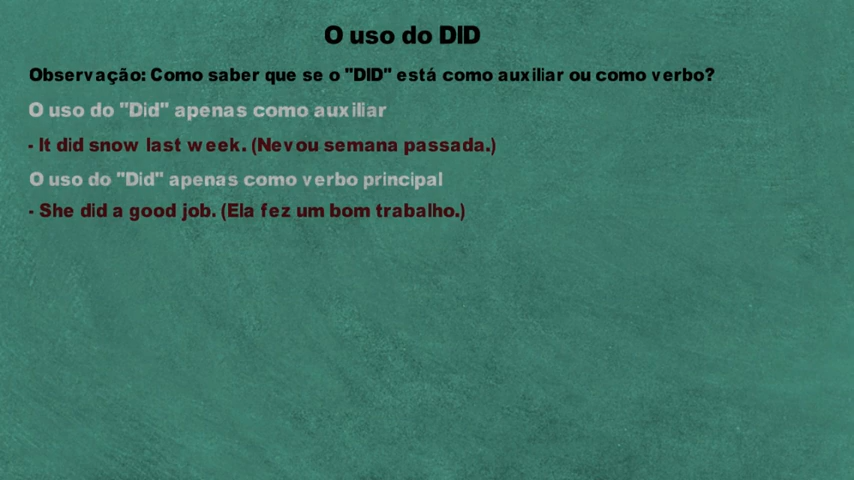 O uso do DID
Observação: Como saber que se o "DID" está como auxiliar ou como verbo?
O uso do "Did" apenas como auxiliar
- It did snow last week. (Nevou semana passada.)
O uso do "Did" apenas como verbo principal
- She did a good job. (Ela fez um bom trabalho.)